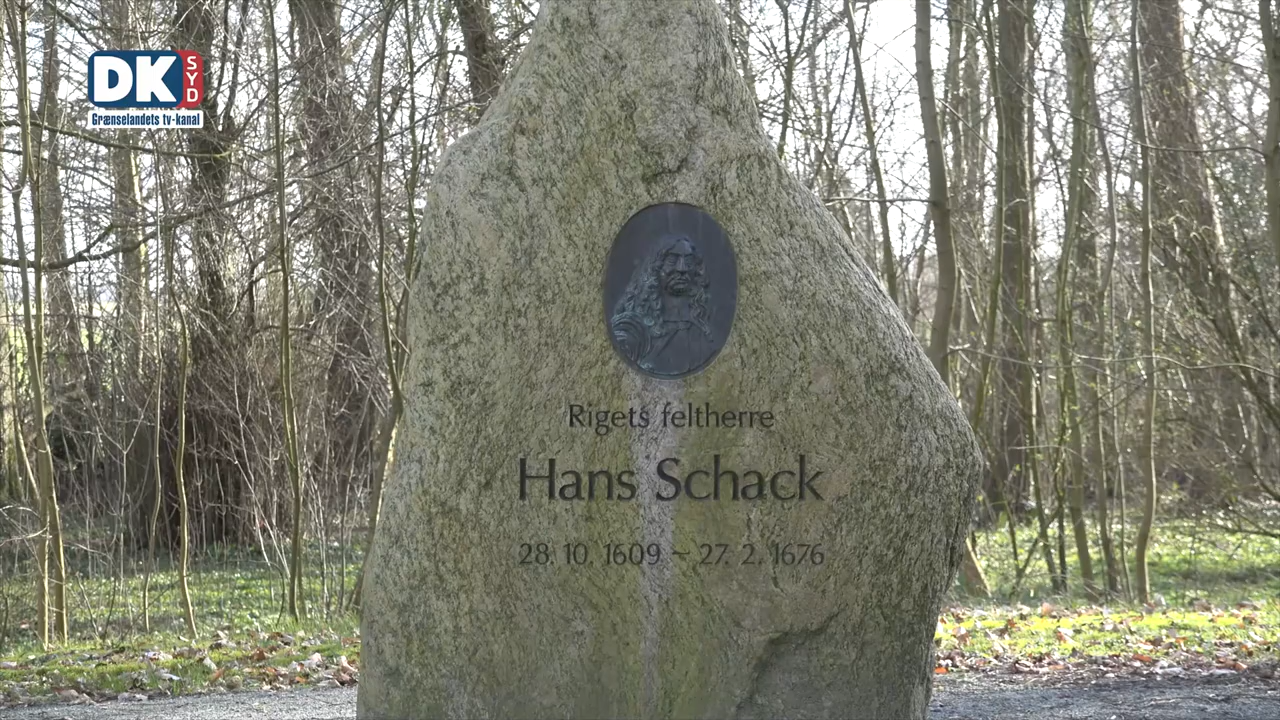 DK SYD
Grænselandets tv-kanal
Rigets feltherre
Hans Schack
28. 10. 1609 ~ 27. 2. 1676